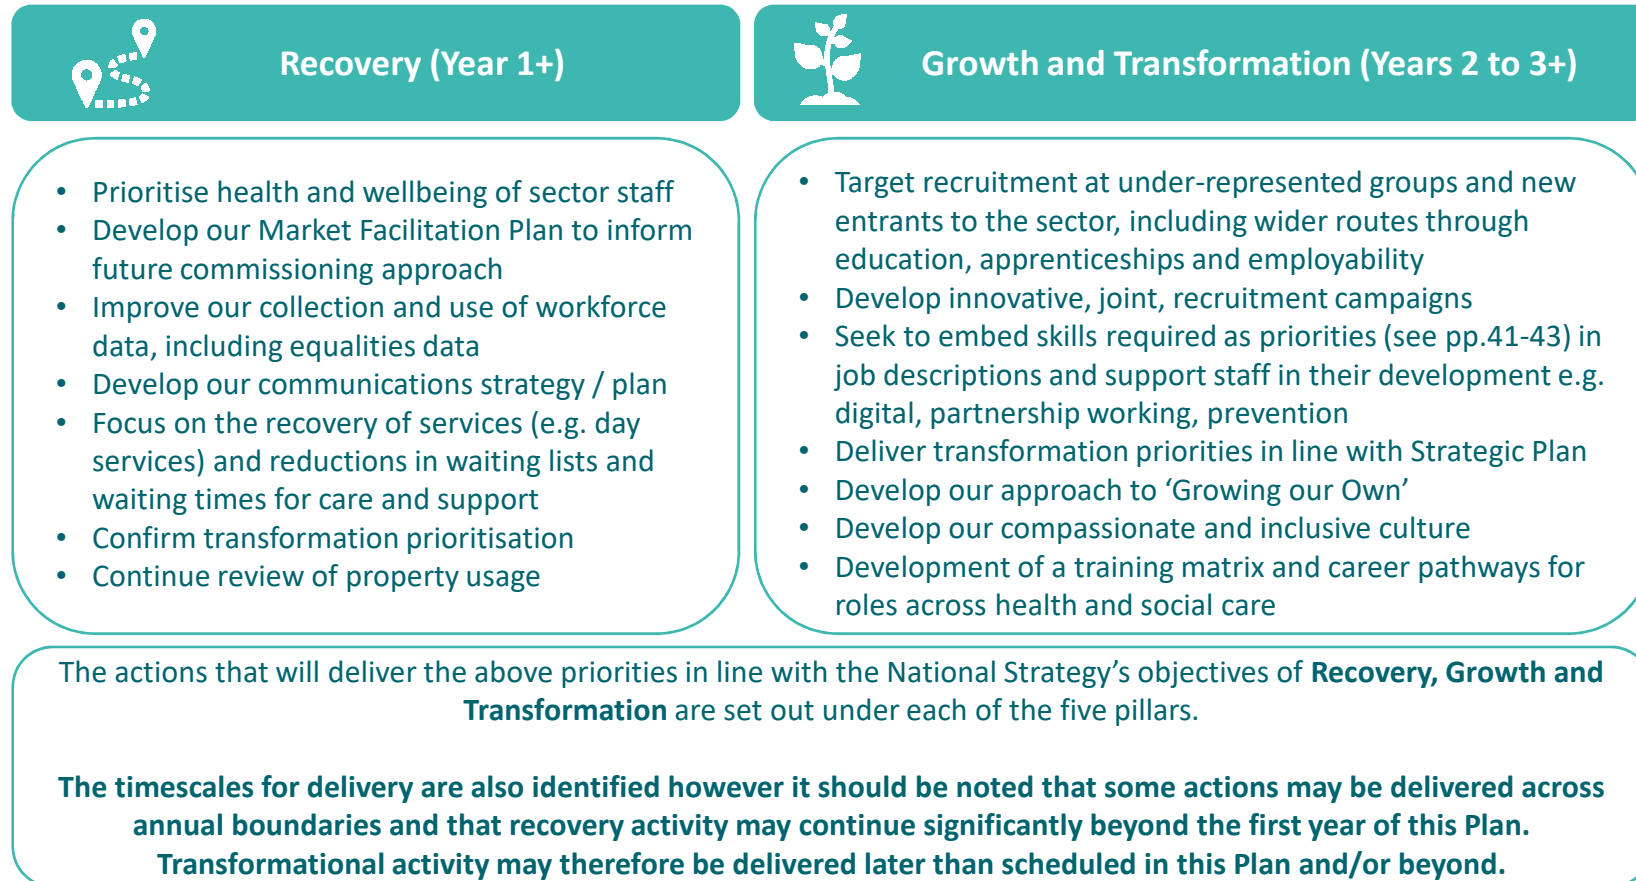 Recovery (Year 1+)
• Prioritise health and wellbeing of sector staff
• Develop our Market Facilitation Plan to inform
future commissioning approach
• Improve our collection and use of workforce
data, including equalities data
• Develop our communications strategy / plan
• Focus on the recovery of services (e.g. day
services) and reductions in waiting lists and
waiting times for care and support
• Confirm transformation prioritisation
• Continue review of property usage
Growth and Transformation (Years 2 to 3+)
• Target recruitment at under-represented groups and new
entrants to the sector, including wider routes through
education, apprenticeships and employability
• Develop innovative, joint, recruitment campaigns
• Seek to embed skills required as priorities (see pp.41-43) in
job descriptions and support staff in their development e.g.
digital, partnership working, prevention
• Deliver transformation priorities in line with Strategic Plan
• Develop our approach to ‘Growing our Own’
• Develop our compassionate and inclusive culture
• Development of a training matrix and career pathways for
roles across health and social care
The actions that will deliver the above priorities in line with the National Strategy’s objectives of Recovery, Growth and
Transformation are set out under each of the five pillars.
The timescales for delivery are also identified however it should be noted that some actions may be delivered across
annual boundaries and that recovery activity may continue significantly beyond the first year of this Plan.
Transformational activity may therefore be delivered later than scheduled in this Plan and/or beyond.